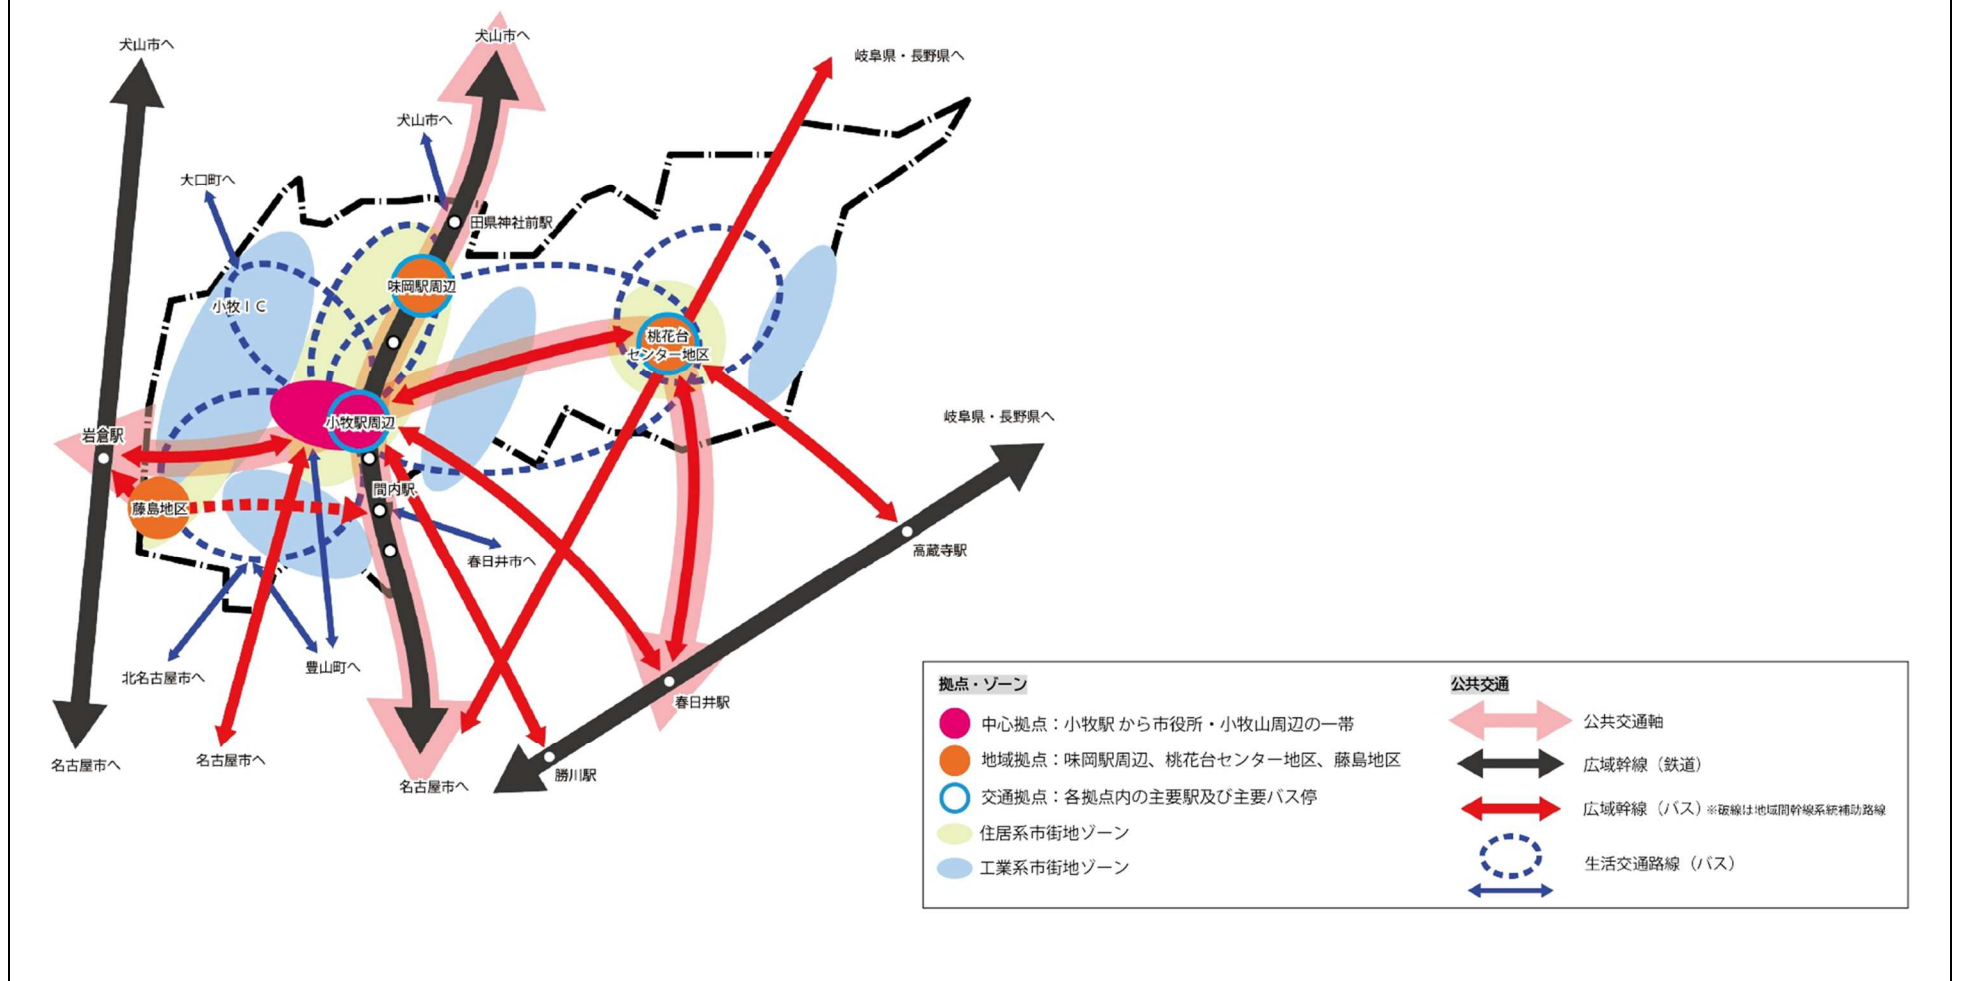 犬山市へ
犬山市へ
岐阜県・長野県へ
犬山市へ
大口町へ
田県神社前駅
味岡駅周辺
小牧ＩＣ
桃花台
センター地区
小牧駅周辺
岩倉駅
岐阜県・長野県へ
間内駅
藤島地区
高蔵寺駅
春日井市へ
豊山町へ
北名古屋市へ
春日井駅
名古屋市へ
名古屋市へ
勝川駅
名古屋市へ
拠点・ゾーン
中心拠点：小牧駅から市役所・小牧山周辺の一帯
地域拠点：味岡駅周辺、桃花台センター地区、藤島地区
交通拠点：各拠点内の主要駅及び主要バス停
住居系市街地ゾーン
工業系市街地ゾーン
公共交通
公共交通軸
広域幹線（鉄道）
広域幹線（バス）※破線は地域間幹線系統補助路線
生活交通路線（バス）